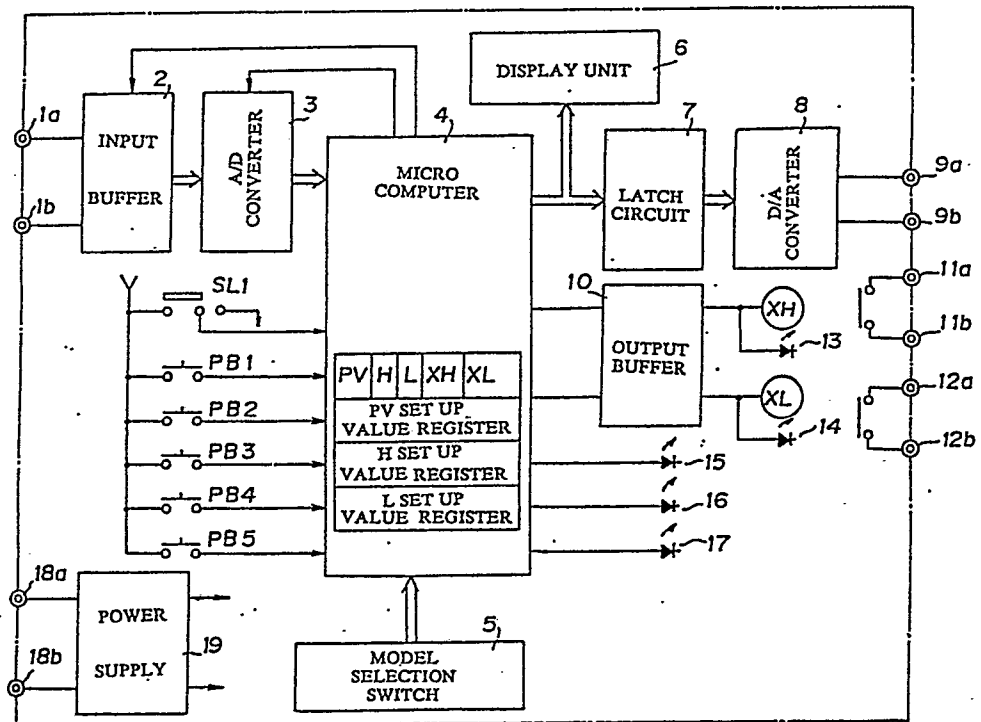 2
3
4
6
7
8
1a
1b
INPUT
BUFFER
A/D
CONVERTER
MICRO
COMPUTER
DISPLAY UNIT
LATCH
CIRCUIT
D/A
CONVERTER
9a
9b
SL1
PB1
PB2
PB3
PB4
PB5
PV H L XH XL
PV SET UP
VALUE REGISTER
H SET UP
VALUE REGISTER
L SET UP
VALUE REGISTER
10
OUTPUT
BUFFER
XH
13
XL
14
15
16
17
11a
11b
12a
12b
18a
18b
POWER
SUPPLY
19
5
MODEL
SELECTION
SWITCH